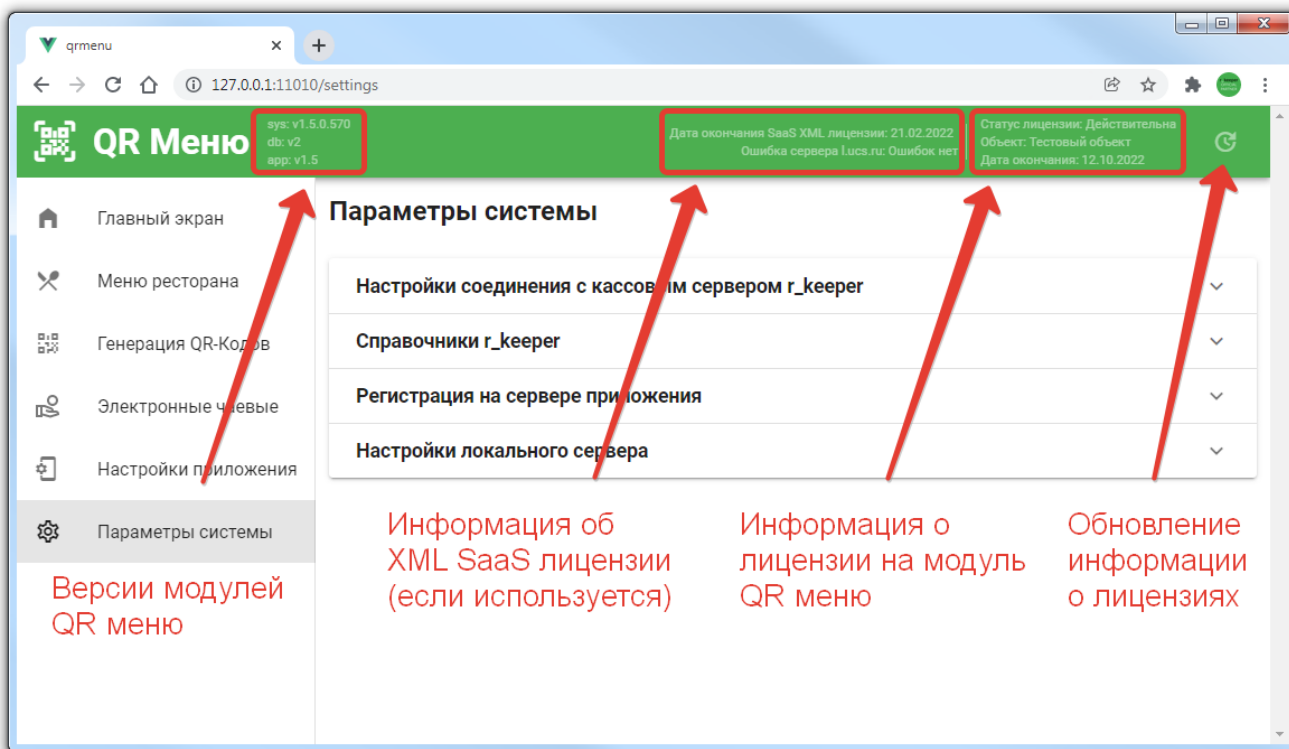 qrmenu
127.0.0.1:11010/settings
QR Меню
sys: v1.5.0.570
db: v2
app: v1.5
Дата окончания SaaS XML лицензии: 21.02.2022
Ошибка сервера l.ucs.ru: Ошибок нет
Статус лицензии: Действительна
Объект: Тестовый объект
Дата окончания: 12.10.2022
Главный экран
Меню ресторана
Генерация QR-Кодов
Электронные чаевые
Настройки приложения
Параметры системы
Параметры системы
Настройки соединения с кассовым сервером r_keeper
Справочники r_keeper
Регистрация на сервере приложения
Настройки локального сервера
Версии модулей
QR меню
Информация об
XML SaaS лицензии
(если используется)
Информация о
лицензии на модуль
QR меню
Обновление
информации
о лицензиях